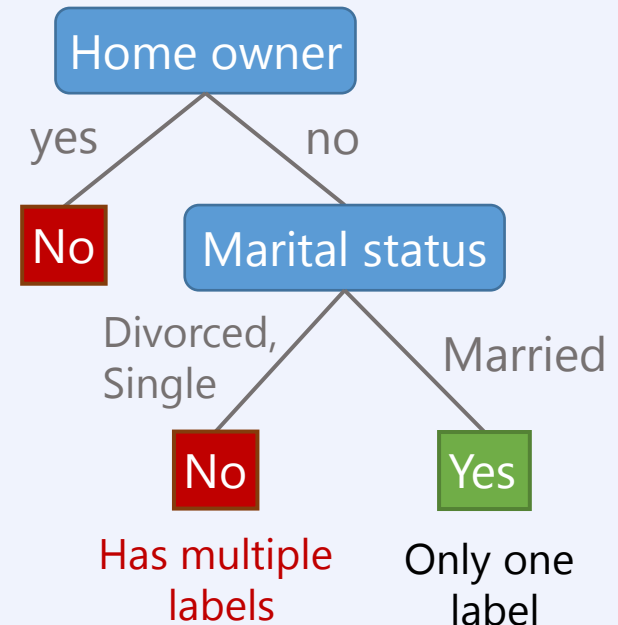 Home owner
yes
no
No
Marital status
Divorced,
Single
Married
No
Yes
Has multiple
labels
Only one
label